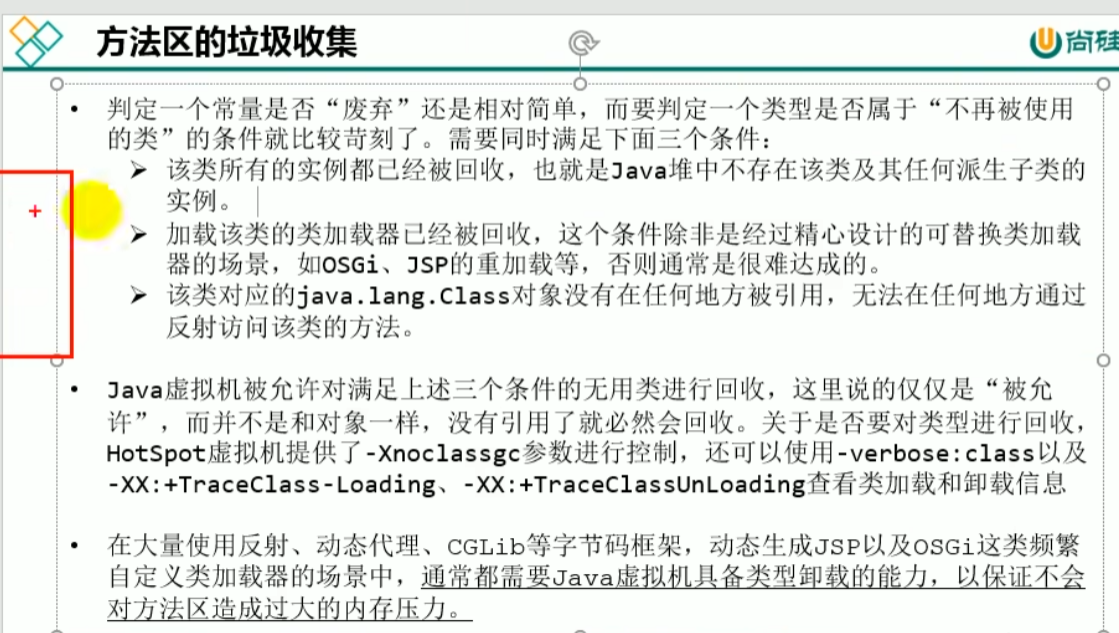 方法区的垃圾收集
尚硅
• 判定一个常量是否“废弃”还是相对简单，而要判定一个类型是否属于“不再被使用
的类”的条件就比较苛刻了。需要同时满足下面三个条件：
➢ 该类所有的实例都已经被回收，也就是Java堆中不存在该类及其任何派生子类的
实例。
➢ 加载该类的类加载器已经被回收，这个条件除非是经过精心设计的可替换类加载
器的场景，如OSGi、JSP的重加载等，否则通常是很难达成的。
➢ 该类对应的java.lang.Class对象没有在任何地方被引用，无法在任何地方通过
反射访问该类的方法。
• Java虚拟机被允许对满足上述三个条件的无用类进行回收，这里说的仅仅是“被允
许”，而并不是和对象一样，没有引用了就必然会回收。关于是否要对类型进行回收，
HotSpot虚拟机提供了-Xnoclassgc参数进行控制，还可以使用-verbose:class以及
-XX:+TraceClass-Loading、-XX:+TraceClassUnLoading查看类加载和卸载信息
• 在大量使用反射、动态代理、CGLib等字节码框架，动态生成JSP以及OSGi这类频繁
自定义类加载器的场景中，通常都需要Java虚拟机具备类型卸载的能力，以保证不会
对方法区造成过大的内存压力。